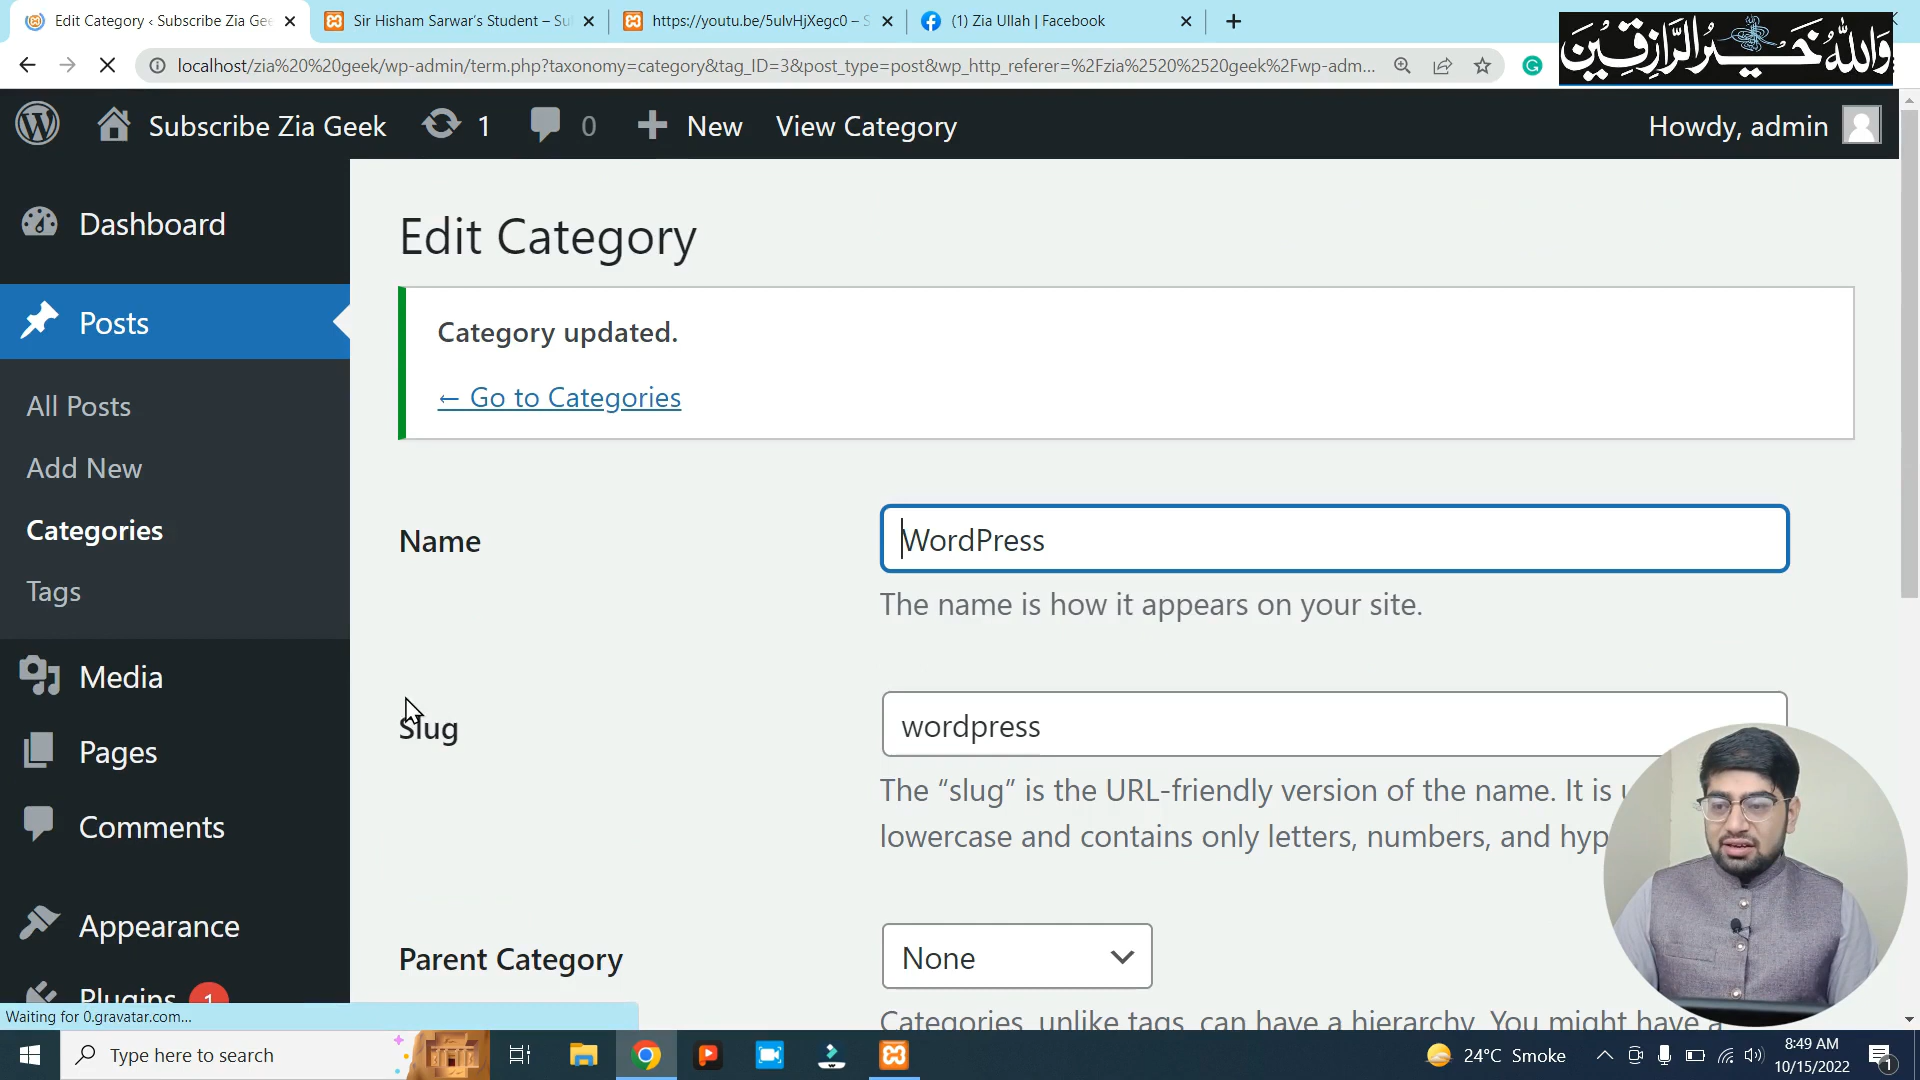 Edit Category ‹ Subscribe Zia Gee
Sir Hisham Sarwar's Student – Su
https://youtu.be/5ulvHjXegc0 – S
(1) Zia Ullah | Facebook
localhost/zia%20%20geek/wp-admin/term.php?taxonomy=category&tag_ID=3&post_type=post&wp_http_referer=%2Fzia%2520%2520geek%2Fwp-adm...
والله خير الرازقين
Subscribe Zia Geek
1
0
New
View Category
Howdy, admin
Dashboard
Posts
All Posts
Add New
Categories
Tags
Media
Pages
Comments
Appearance
Plugins 1
Edit Category
Category updated.
← Go to Categories
Name
WordPress
The name is how it appears on your site.
Slug
wordpress
The “slug” is the URL-friendly version of the name. It is u
lowercase and contains only letters, numbers, and hyp
Parent Category
None
Categories, unlike tags, can have a hierarchy. You might have a
Waiting for 0.gravatar.com...
Type here to search
24°C Smoke
8:49 AM
10/15/2022
1